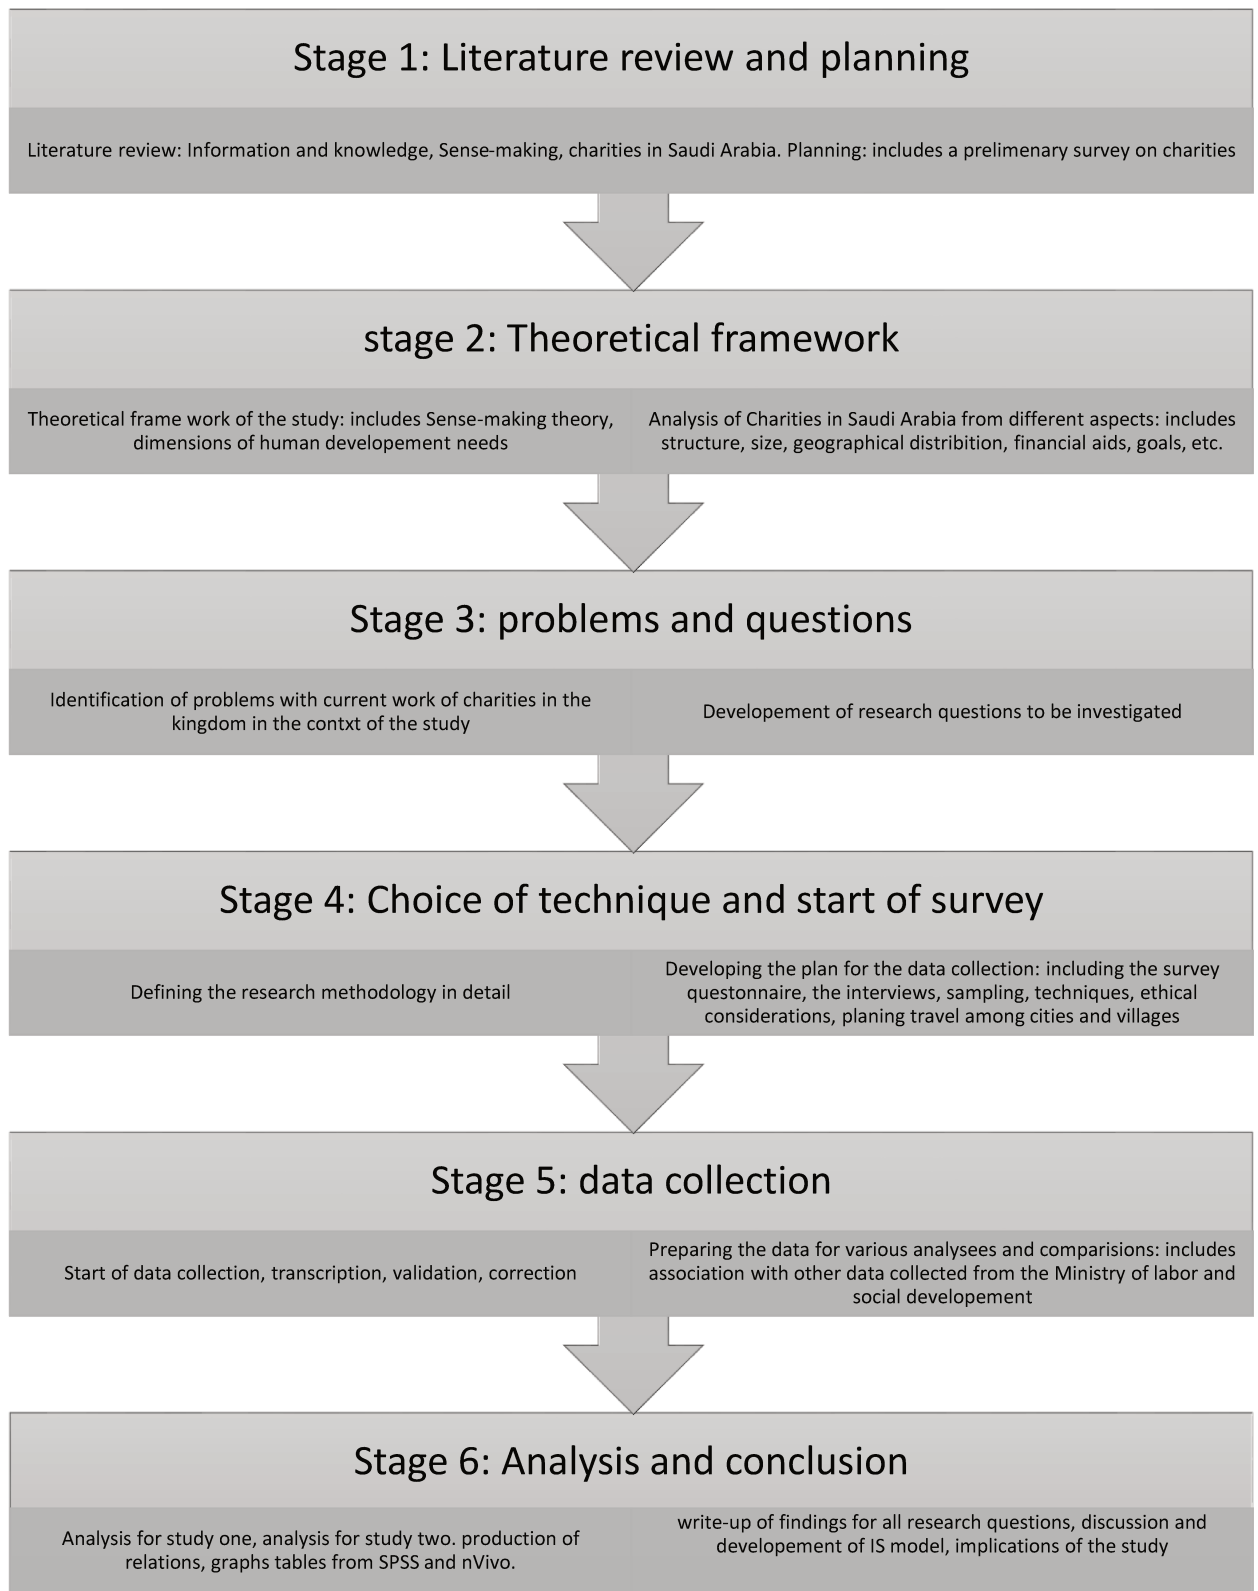 Stage 1: Literature review and planning
Literature review: Information and knowledge, Sense-making, charities in Saudi Arabia. Planning: includes a prelimenary survey on charities
stage 2: Theoretical framework
Theoretical frame work of the study: includes Sense-making theory,
dimensions of human developement needs
Analysis of Charities in Saudi Arabia from different aspects: includes
structure, size, geographical distribition, financial aids, goals, etc.
Stage 3: problems and questions
Identification of problems with current work of charities in the
kingdom in the contxt of the study
Developement of research questions to be investigated
Stage 4: Choice of technique and start of survey
Defining the research methodology in detail
Developing the plan for the data collection: including the survey
questonnaire, the interviews, sampling, techniques, ethical
considerations, planing travel among cities and villages
Stage 5: data collection
Start of data collection, transcription, validation, correction
Preparing the data for various analysees and comparisions: includes
association with other data collected from the Ministry of labor and
social developement
Stage 6: Analysis and conclusion
Analysis for study one, analysis for study two. production of
relations, graphs tables from SPSS and nVivo.
write-up of findings for all research questions, discussion and
developement of IS model, implications of the study